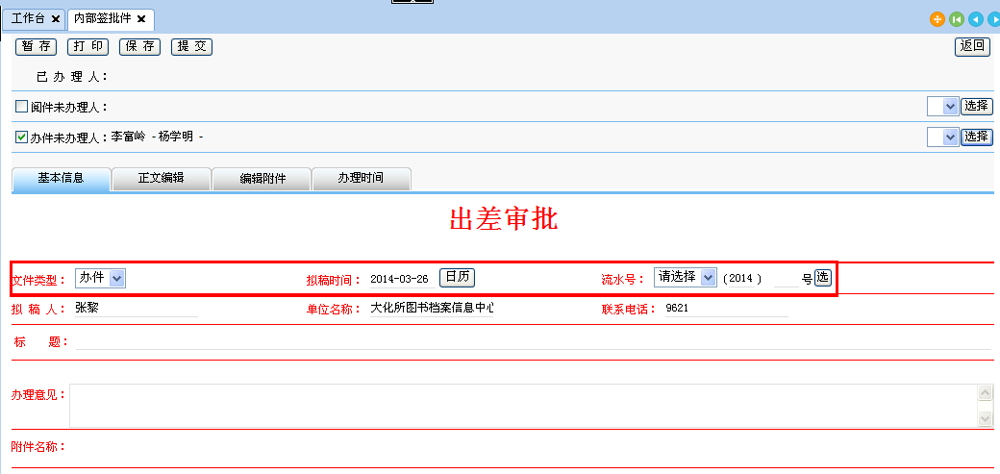 工作台 内部签批件
暂 存 打 印 保 存 提 交 返回
已 办 理 人：
阅件未办理人： 选择
办件未办理人：李富岭 -杨学明 - 选择
基本信息 正文编辑 编辑附件 办理时间
出差审批
文件类型： 办件 拟稿时间： 2014-03-26 日历 流水号： 请选择 (2014 ) 号 选
拟 稿 人： 张黎 单位名称： 大化所图书档案信息中心 联系电话： 9621
标 题：
办理意见：
附件名称：